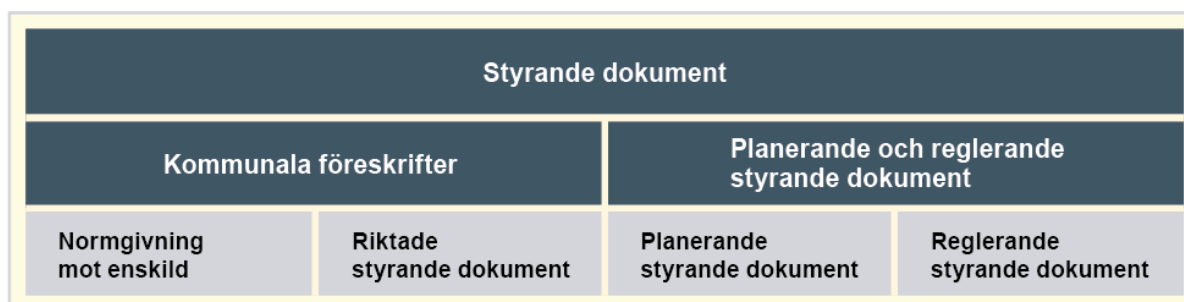 Styrande dokument
Kommunala föreskrifter
Planerande och reglerande
styrande dokument
Normgivning
mot enskild
Riktade
styrande dokument
Planerande
styrande dokument
Reglerande
styrande dokument